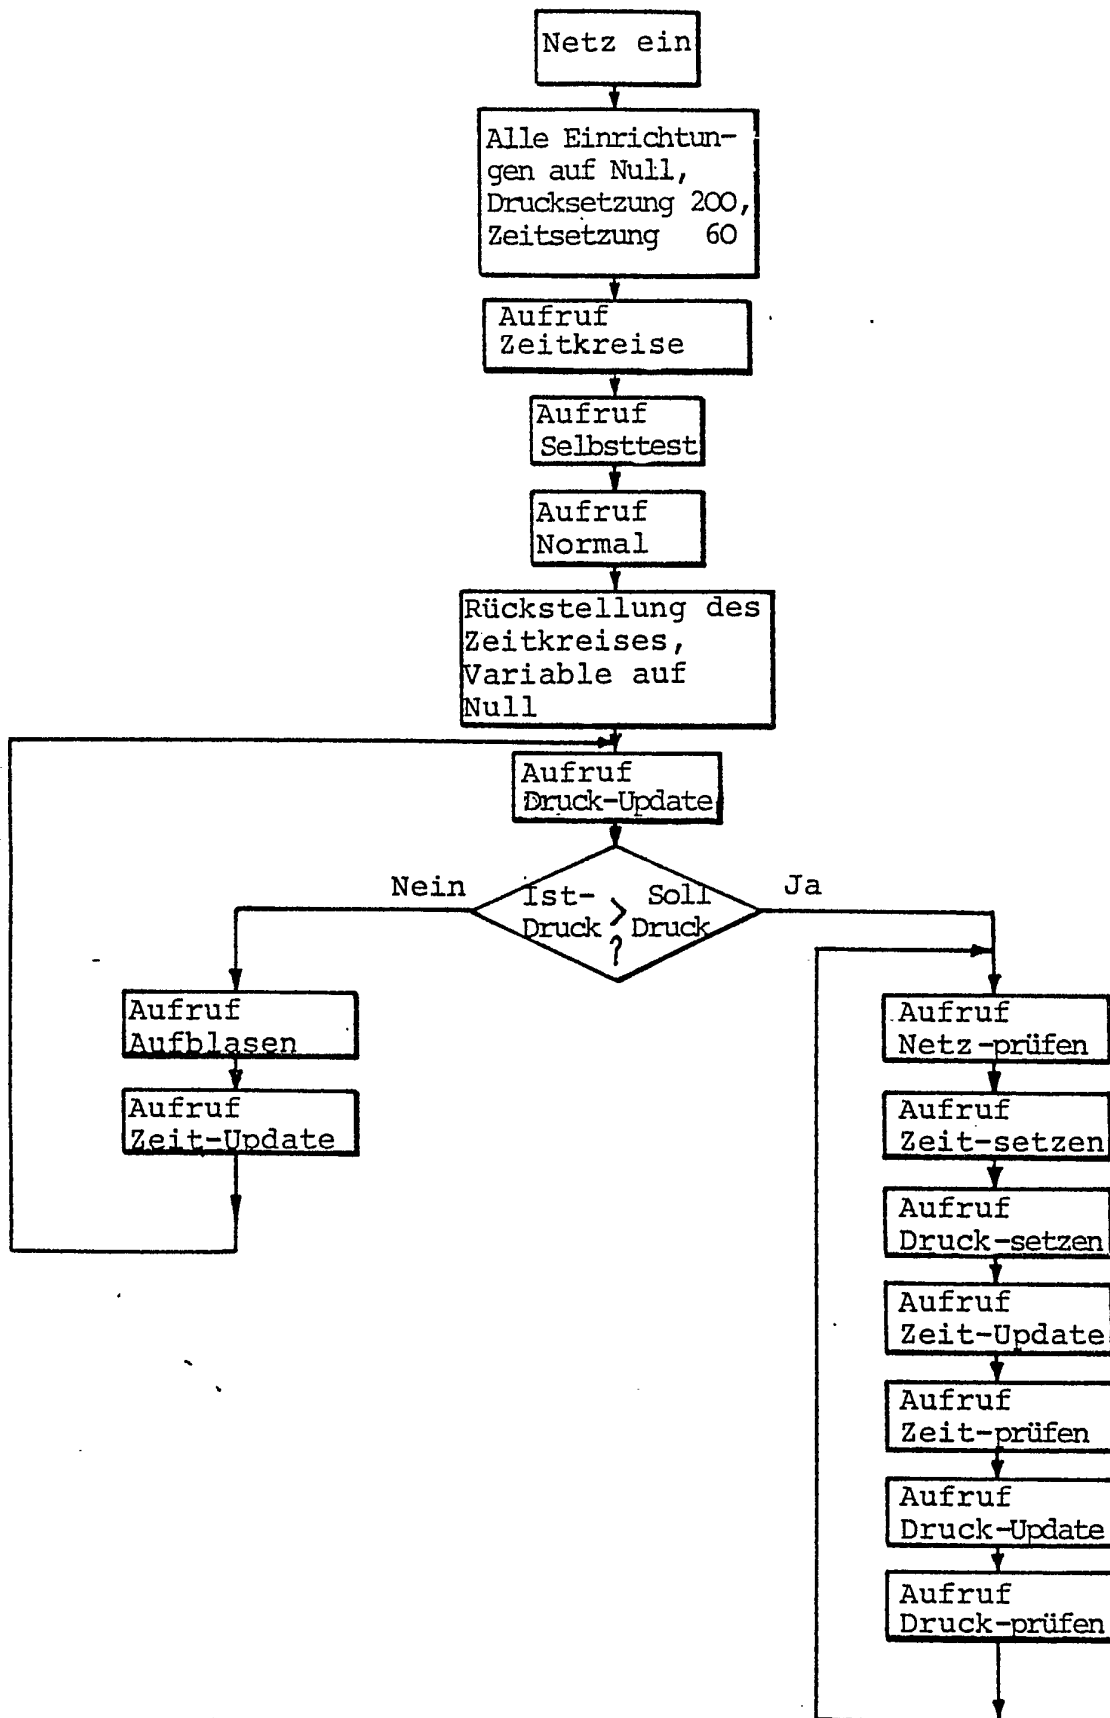 Netz ein
Alle Einrichtun-
gen auf Null,
Drucksetzung 200,
Zeitsetzung 60
Aufruf
Zeitkreise
Aufruf
Selbsttest
Aufruf
Normal
Rückstellung des
Zeitkreises,
Variable auf
Null
Aufruf
Druck-Update
Nein
Ist- > Soll
Druck Druck
?
Ja
Aufruf
Aufblasen
Aufruf
Zeit-Update
Aufruf
Netz-prüfen
Aufruf
Zeit-setzen
Aufruf
Druck-setzen
Aufruf
Zeit-Update
Aufruf
Zeit-prüfen
Aufruf
Druck-Update
Aufruf
Druck-prüfen